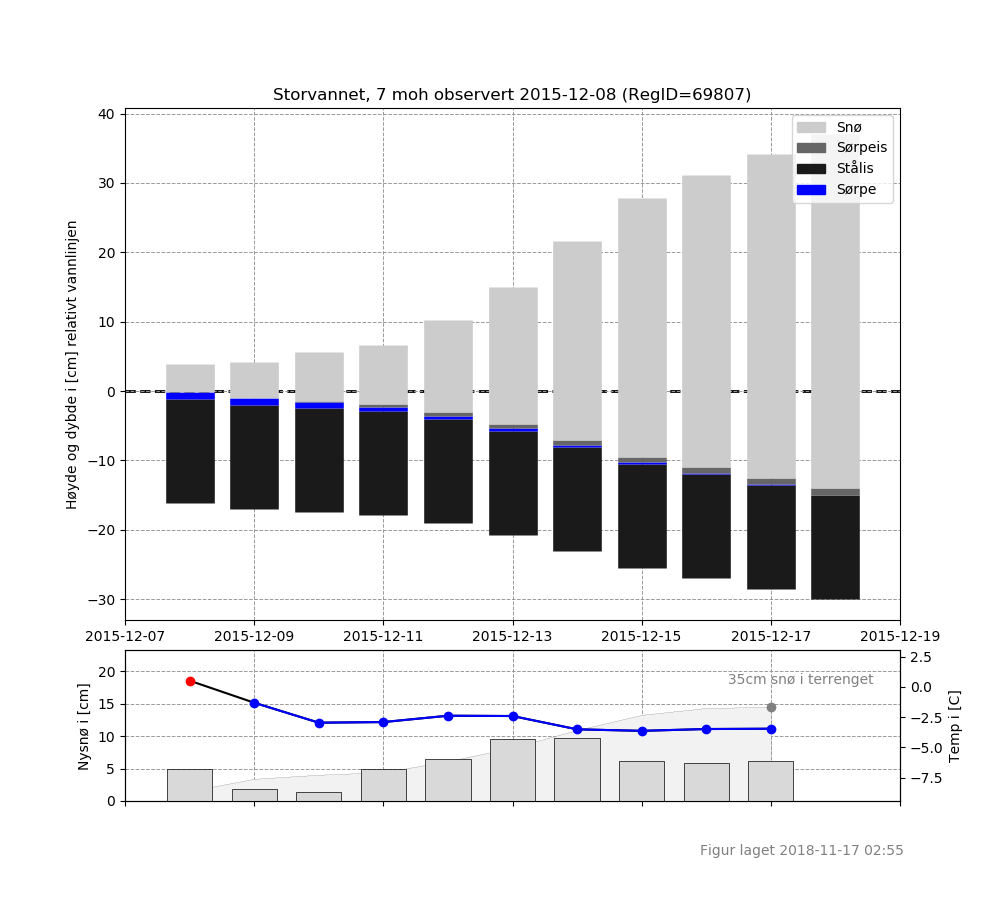 Storvannet, 7 moh observert 2015-12-08 (RegID=69807)
Høyde og dybde i [cm] relativt vannlinjen
40
30
20
10
0
−10
−20
−30
Snø
Sørpeis
Stålis
Sørpe
2015-12-07 2015-12-09 2015-12-11 2015-12-13 2015-12-15 2015-12-17 2015-12-19
Nysnø i [cm]
20
15
10
5
0
35cm snø i terrenget
2.5
0.0
−2.5
−5.0
−7.5
Temp i [C]
Figur laget 2018-11-17 02:55